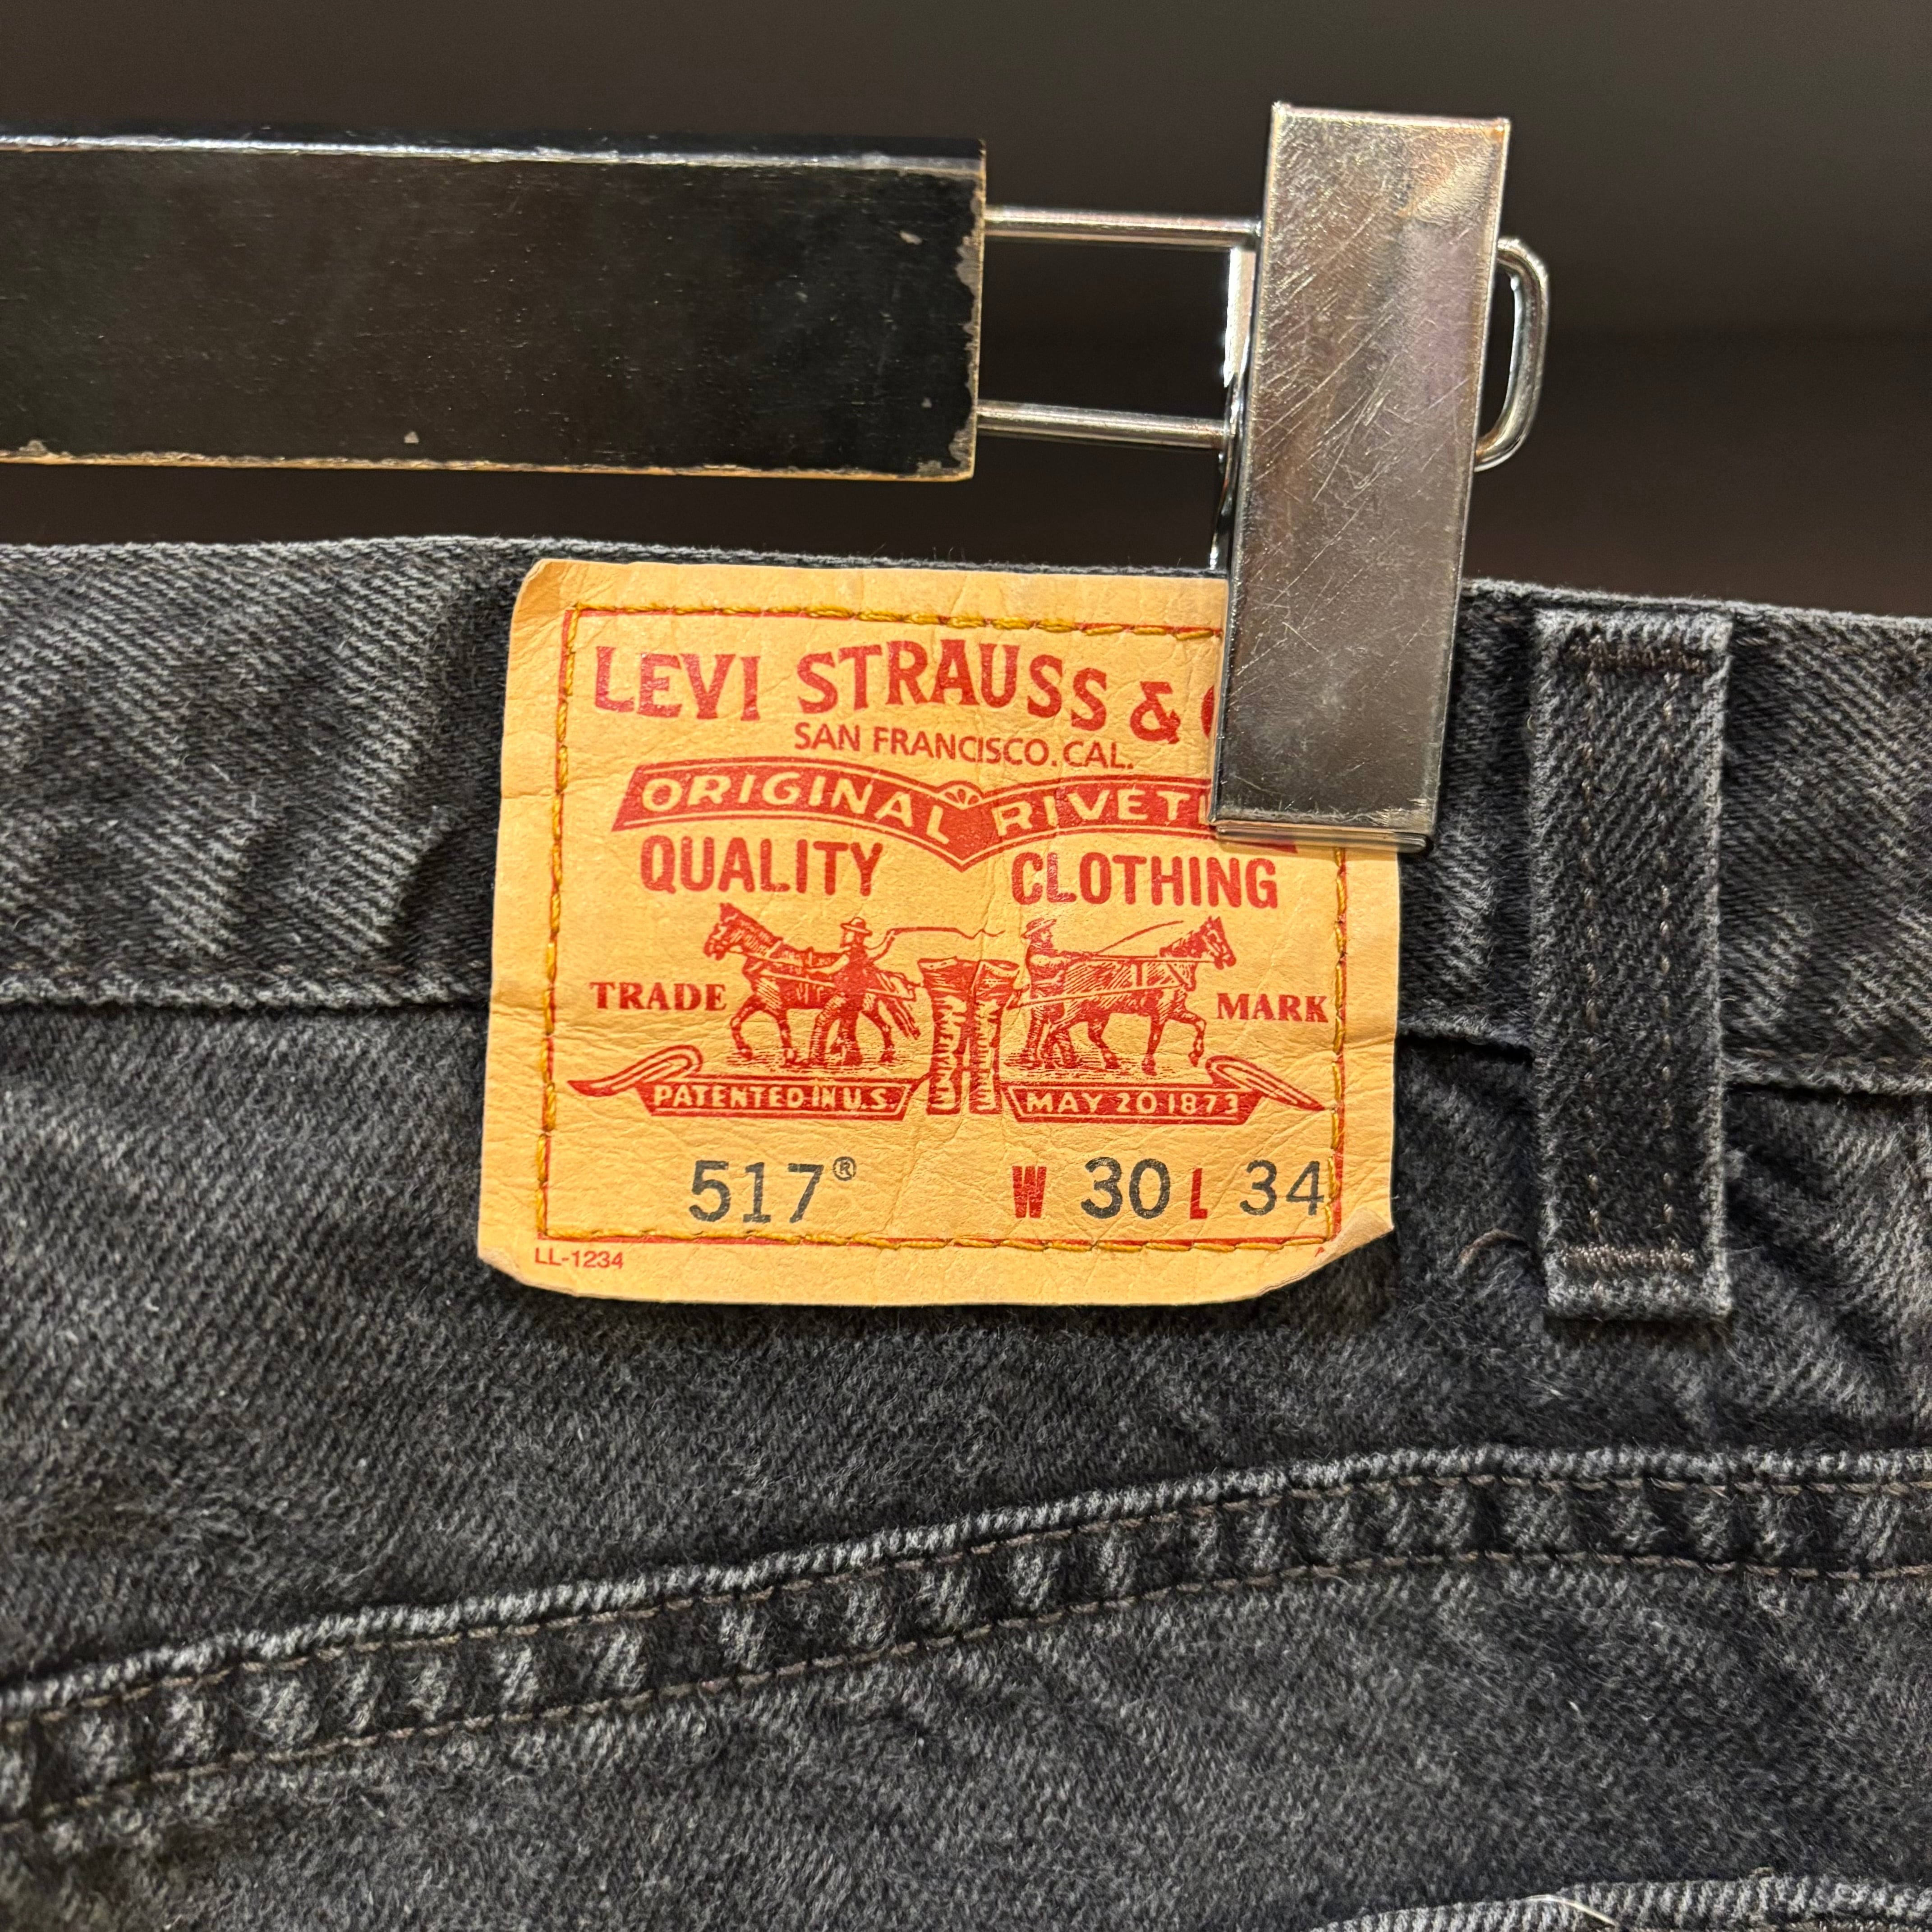 LEVI STRAUSS &
SAN FRANCISCO. CAL.
ORIGINAL
QUALITY CLOTHING
TRADE MARK
PATENTED IN U.S. MAY 20 1873
517® W 30 L 34
LL-1234